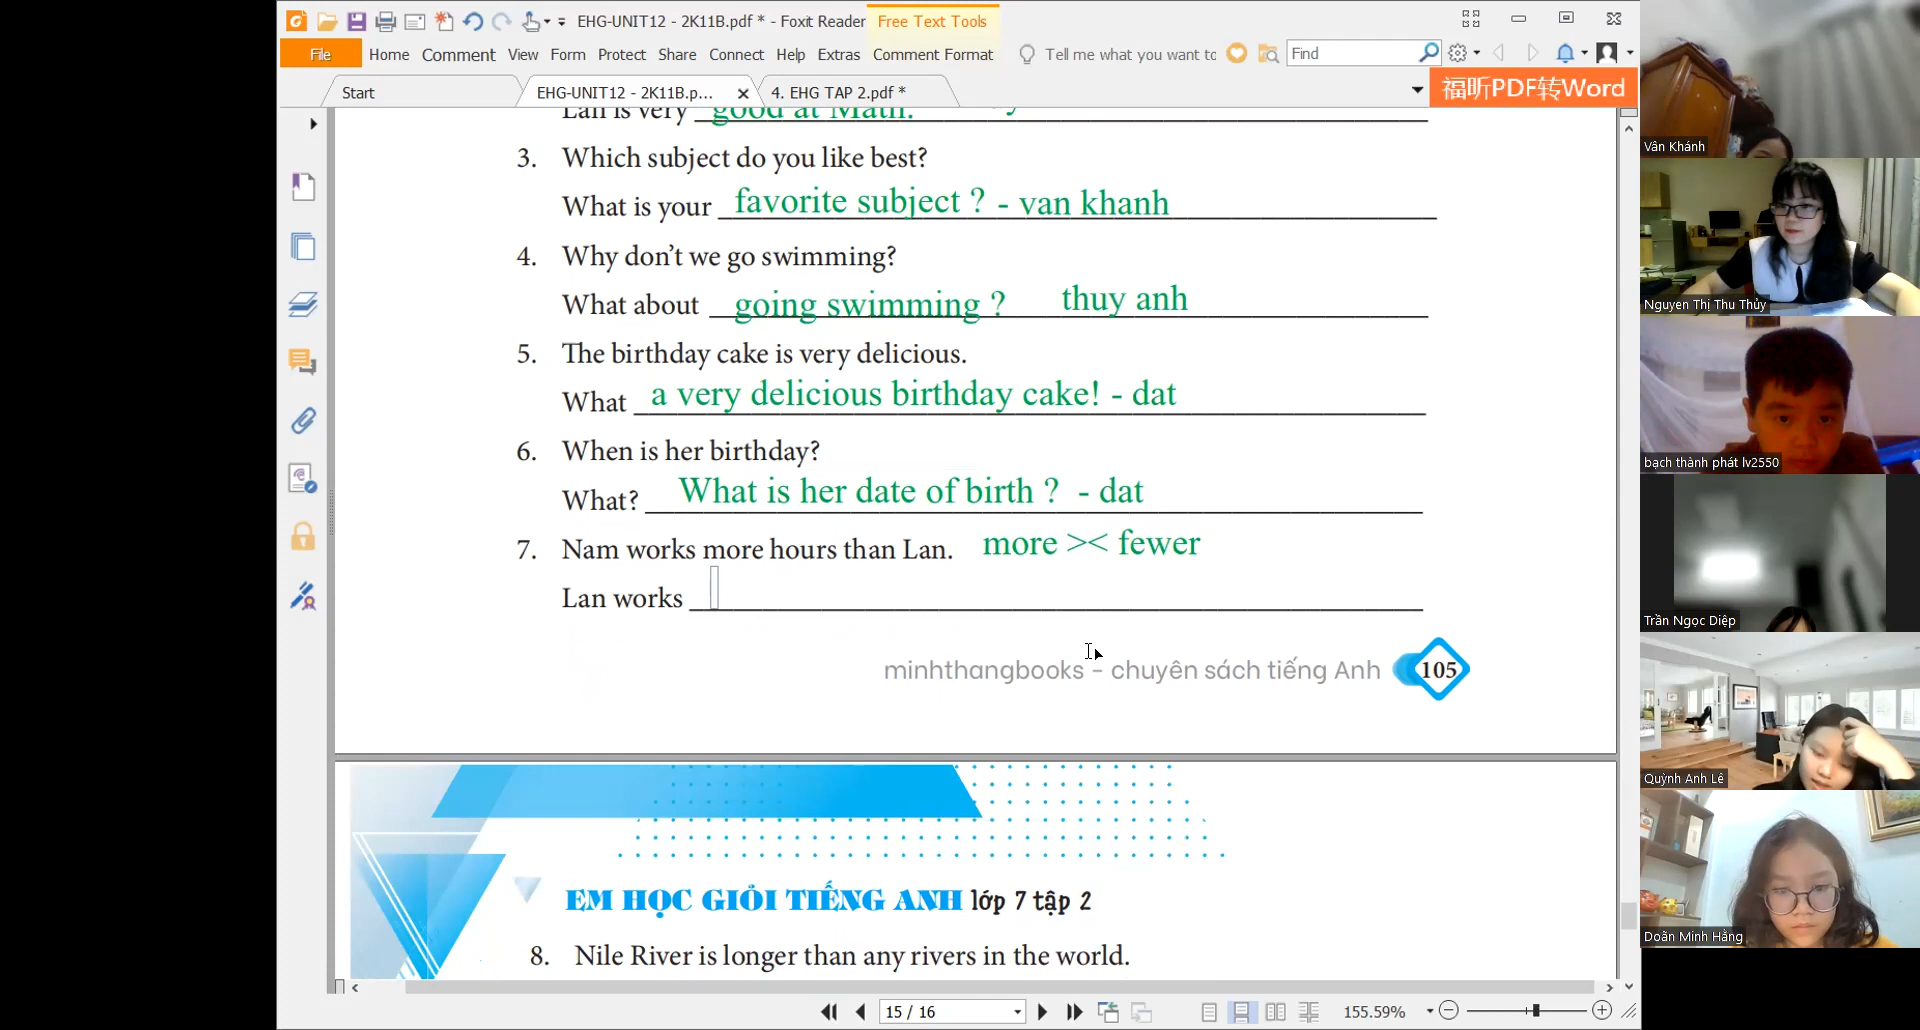 EHG-UNIT12 - 2K11B.pdf * - Foxit Reader
Free Text Tools
File Home Comment View Form Protect Share Connect Help Extras Comment Format Tell me what you want to Find
Start EHG-UNIT12 - 2K11B.p... 4. EHG TAP 2.pdf *
福昕PDF转Word
Lan is very good at Math.
3. Which subject do you like best?
What is your favorite subject ? - van khanh
4. Why don't we go swimming?
What about going swimming ? thuy anh
5. The birthday cake is very delicious.
What a very delicious birthday cake! - dat
6. When is her birthday?
What? What is her date of birth ? - dat
7. Nam works more hours than Lan. more >< fewer
Lan works
minhthangbooks - chuyên sách tiếng Anh 105
EM HỌC GIỎI TIẾNG ANH lớp 7 tập 2
8. Nile River is longer than any rivers in the world.
15 / 16
155.59%
Vân Khánh
Nguyen Thị Thu Thủy
bạch thành phát lv2550
Trần Ngọc Diệp
Quỳnh Anh Lê
Doãn Minh Hằng